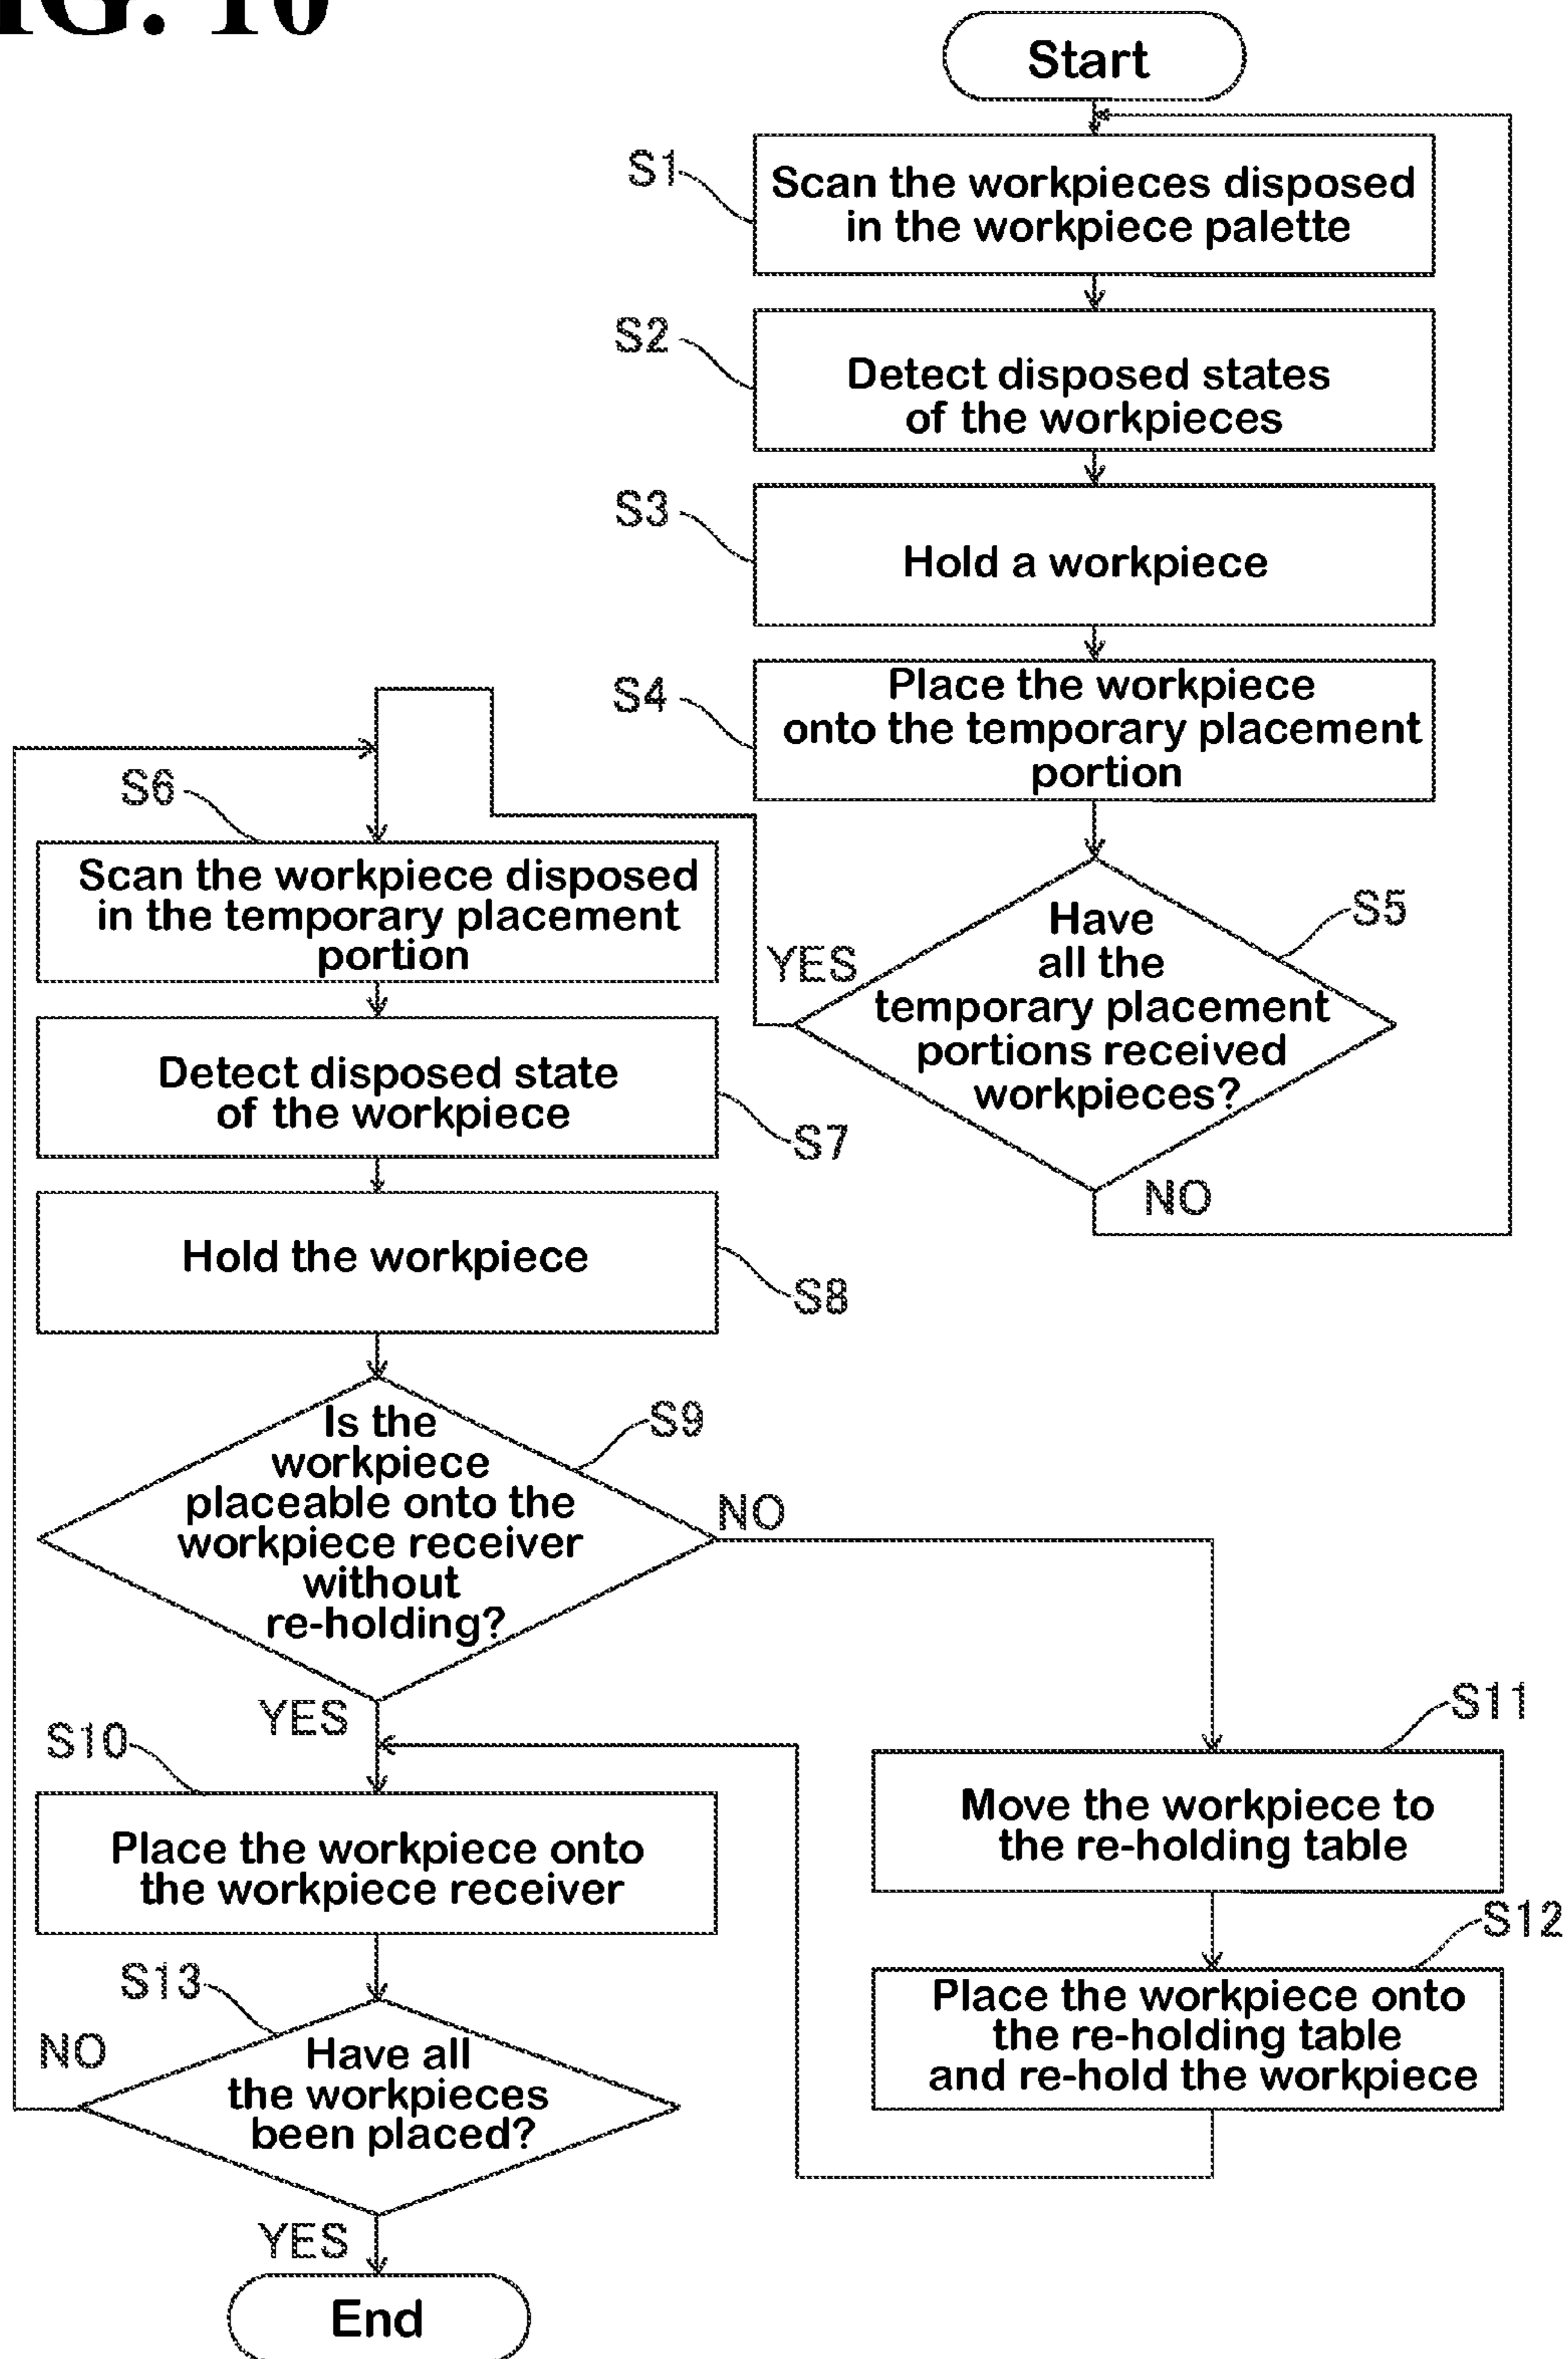 IG. 10
Start
S1
Scan the workpieces disposed
in the workpiece palette
S2
Detect disposed states
of the workpieces
S3
Hold a workpiece
S4
Place the workpiece
onto the temporary placement
portion
S5
Have
all the
temporary placement
portions received
workpieces?
YES
NO
S6
Scan the workpiece disposed
in the temporary placement
portion
Detect disposed state
of the workpiece
S7
Hold the workpiece
S8
S9
Is the
workpiece
placeable onto the
workpiece receiver
without
re-holding?
NO
YES
S10
Place the workpiece onto
the workpiece receiver
S11
Move the workpiece to
the re-holding table
S12
Place the workpiece onto
the re-holding table
and re-hold the workpiece
S13
Have all
the workpieces
been placed?
NO
YES
End